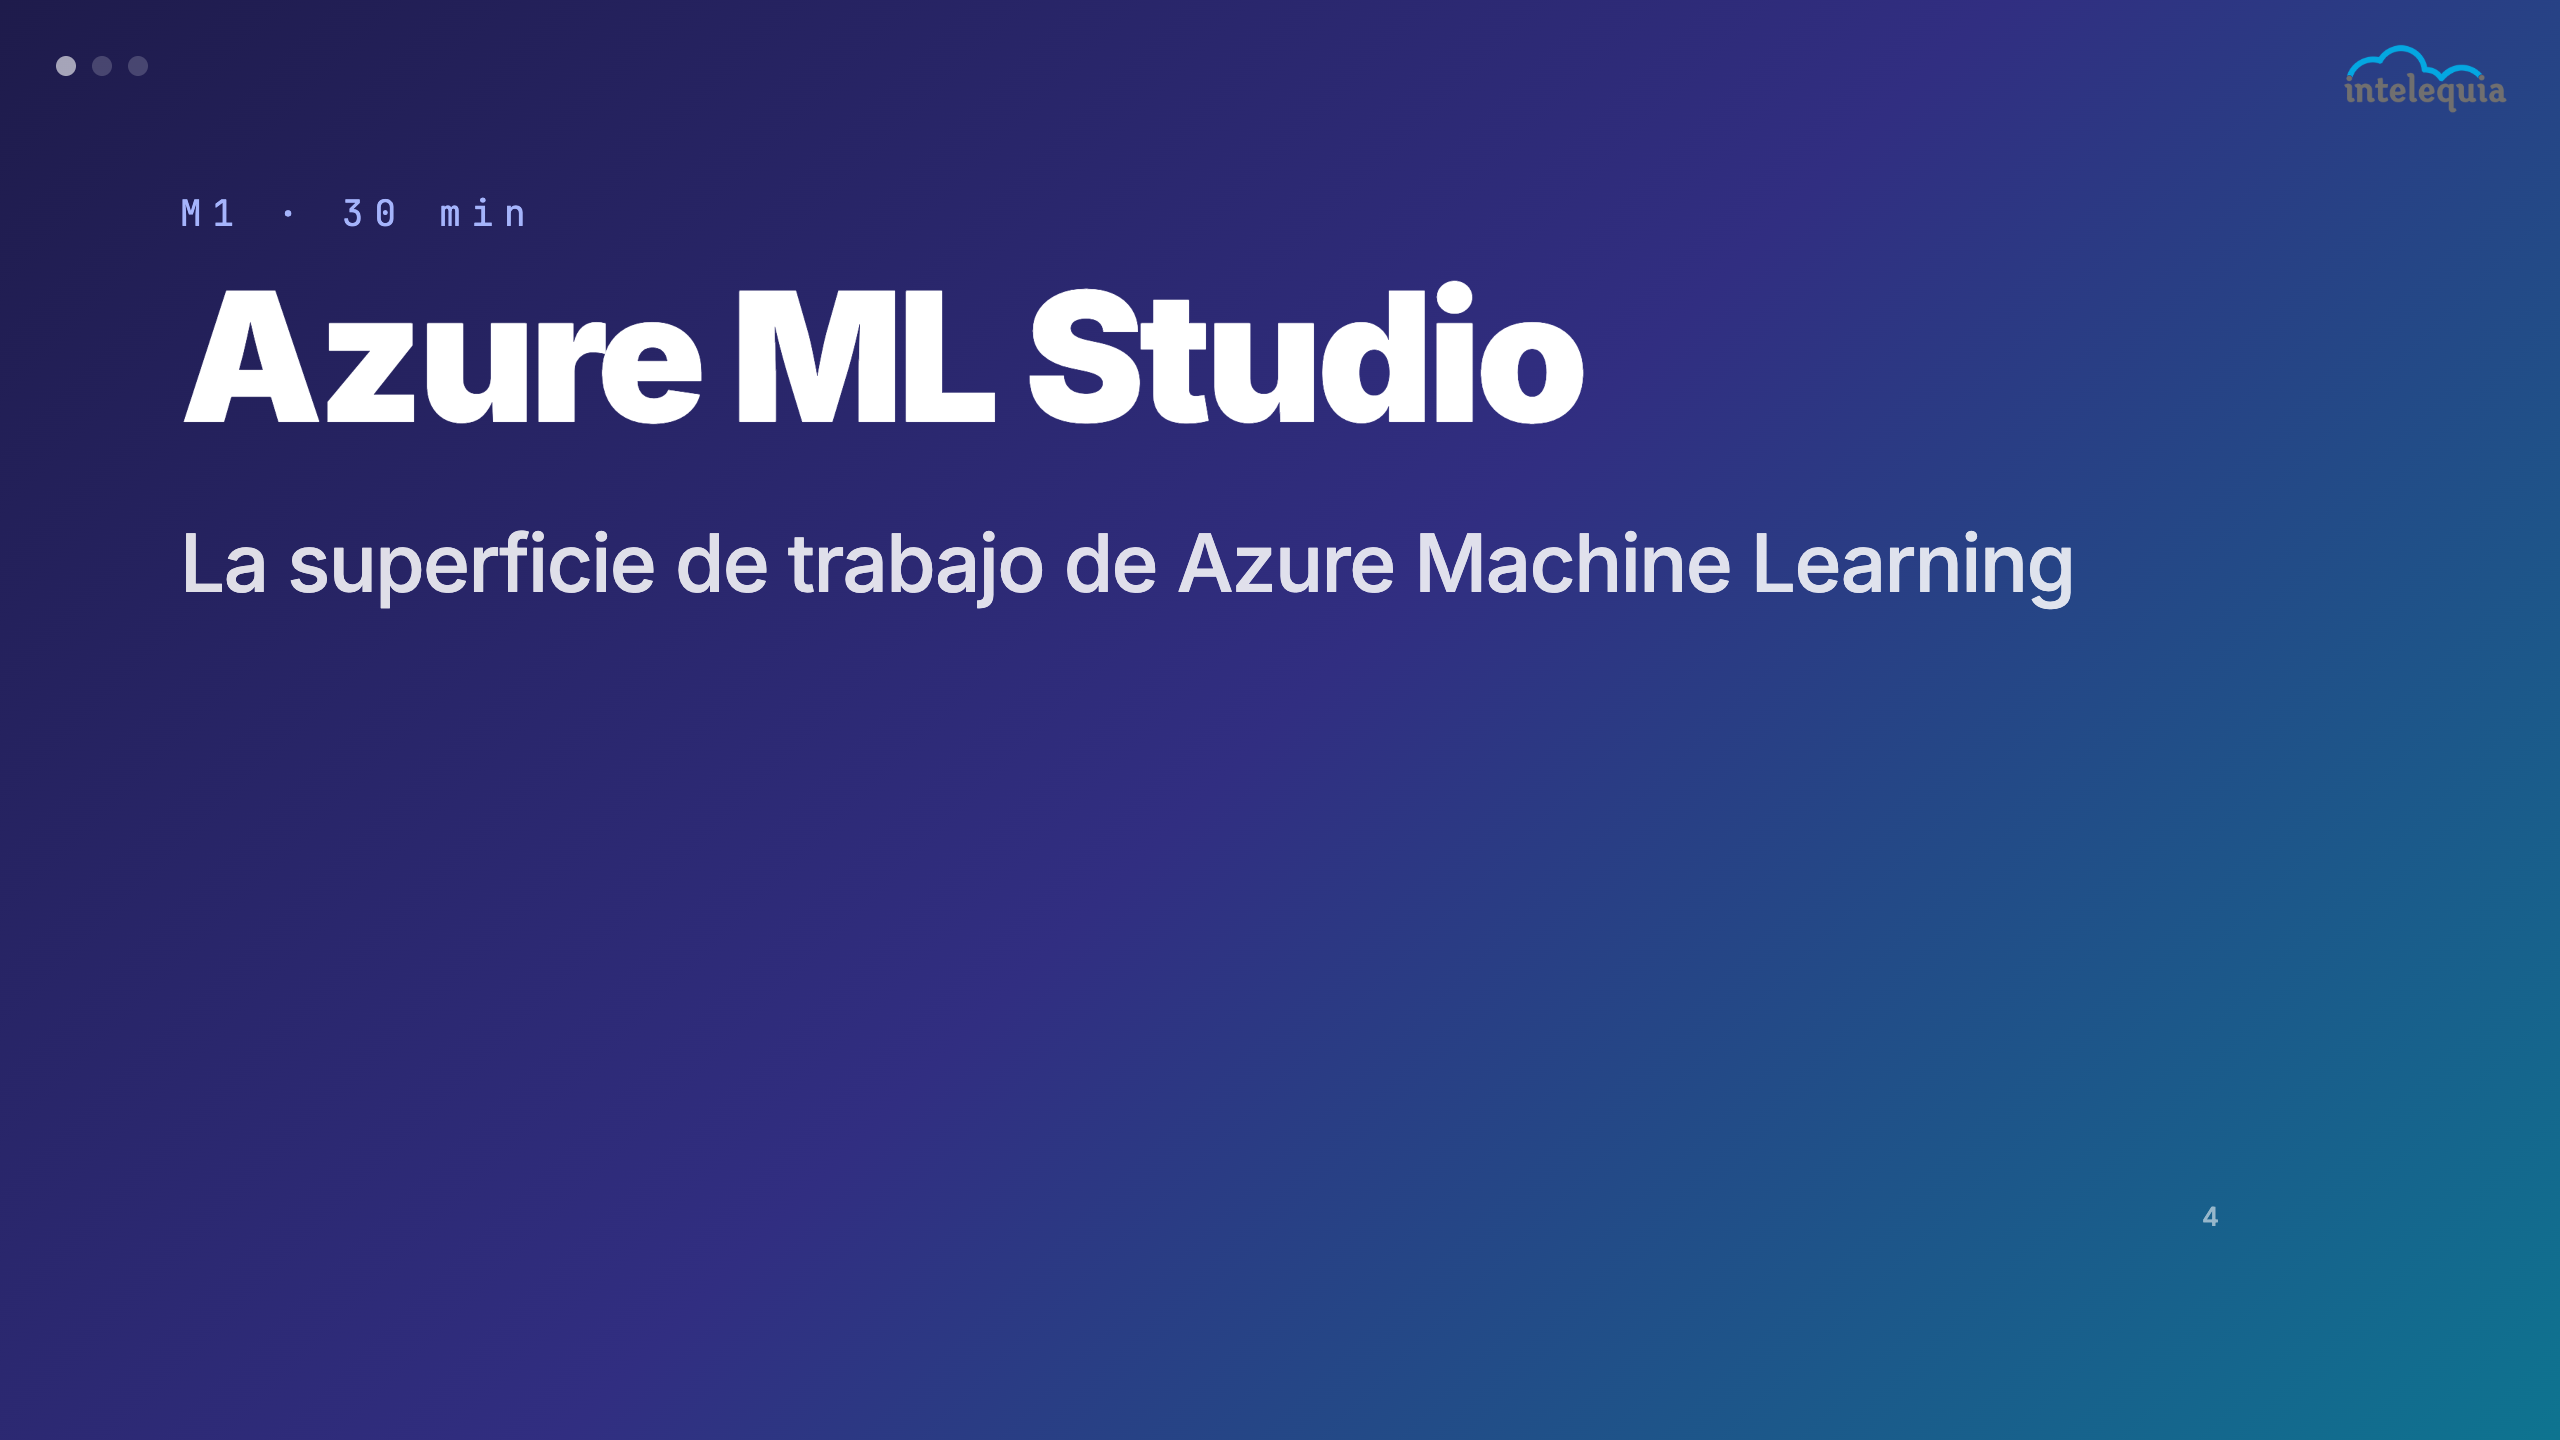 intelequia
M1 · 30 min
Azure ML Studio
La superficie de trabajo de Azure Machine Learning
4